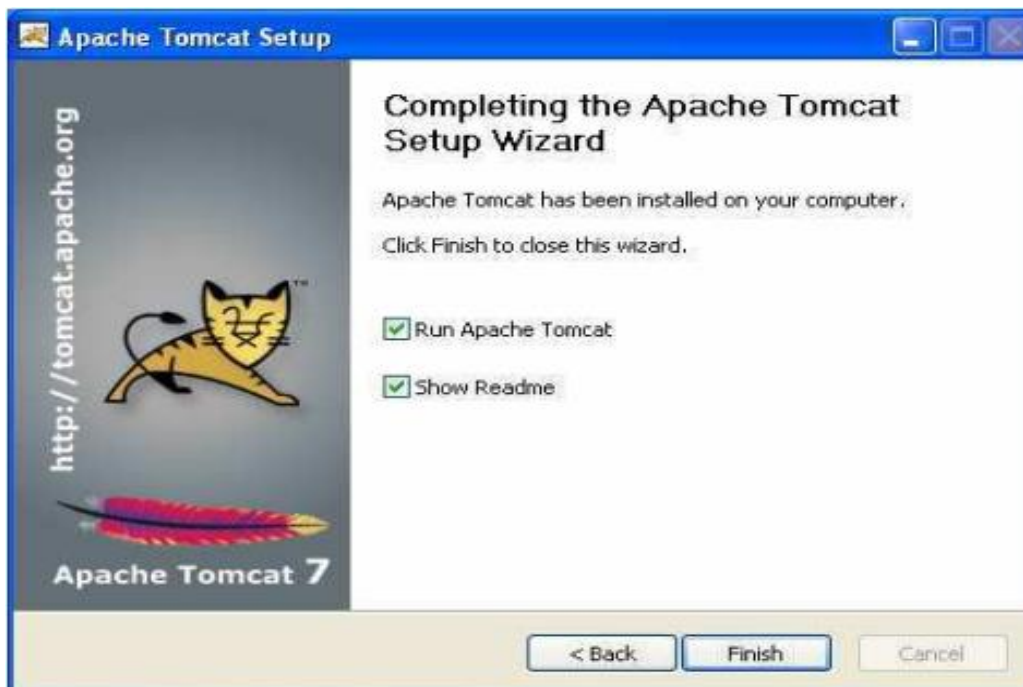 Apache Tomcat Setup
http://tomcat.apache.org
Completing the Apache Tomcat
Setup Wizard
Apache Tomcat has been installed on your computer.
Click Finish to close this wizard.
TM
Run Apache Tomcat
Show Readme
Apache Tomcat 7
< Back
Finish
Cancel